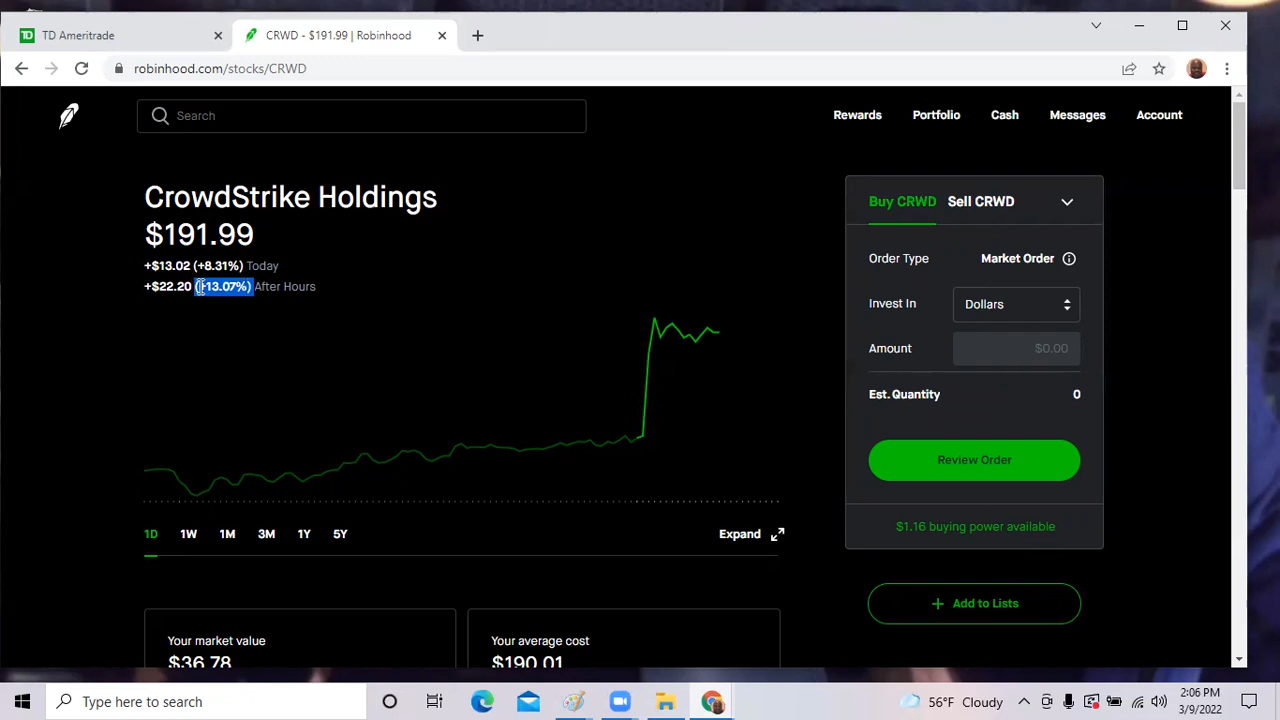 TD Ameritrade
CRWD - $191.99 | Robinhood
robinhood.com/stocks/CRWD
Search
Rewards
Portfolio
Cash
Messages
Account
CrowdStrike Holdings
$191.99
+$13.02 (+8.31%) Today
+$22.20 (+13.07%) After Hours
1D
1W
1M
3M
1Y
5Y
Expand
Your market value
$36.78
Your average cost
$190.01
Buy CRWD
Sell CRWD
Order Type
Market Order
Invest In
Dollars
Amount
$0.00
Est. Quantity
0
Review Order
$1.16 buying power available
+ Add to Lists
Type here to search
56°F Cloudy
2:06 PM
3/9/2022